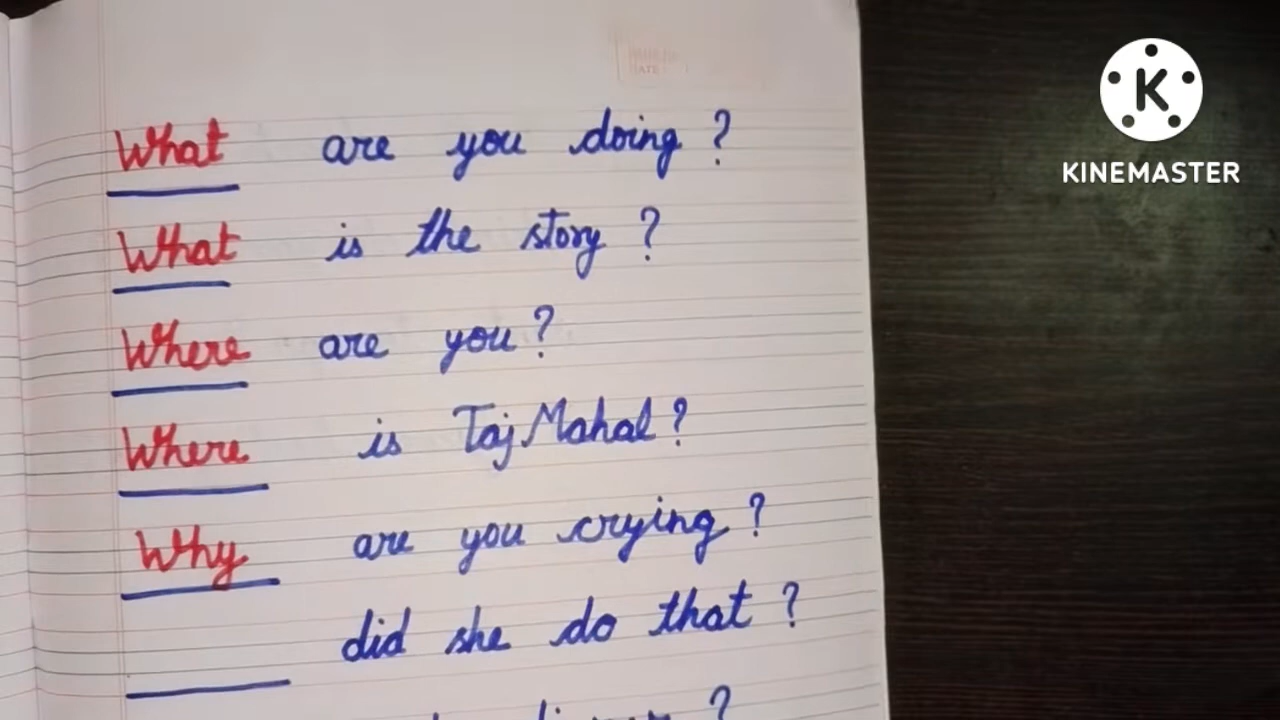 What are you doing ?
What is the story ?
Where are you ?
Where is Taj Mahal ?
Why are you crying ?
did she do that ?
?
K
KINEMASTER